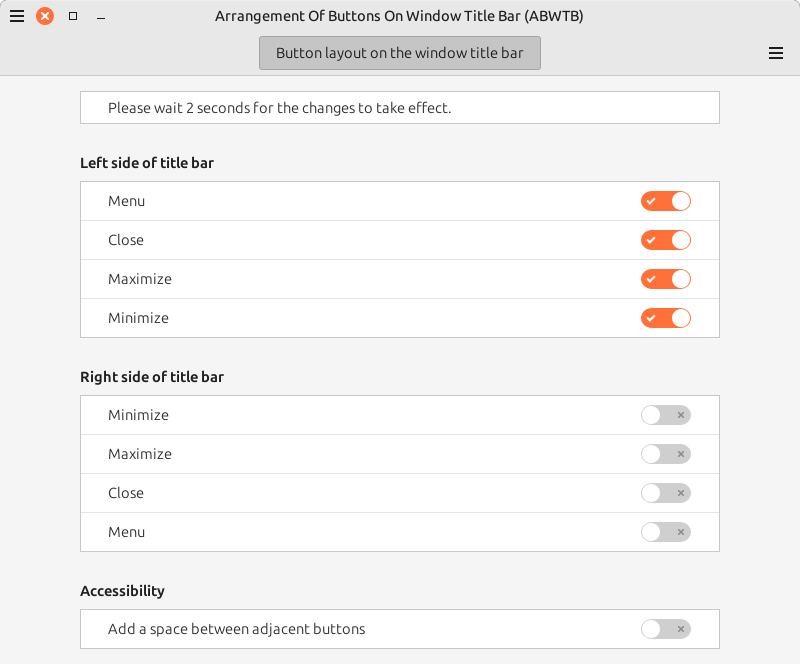 Arrangement Of Buttons On Window Title Bar (ABWTB)
Button layout on the window title bar
Please wait 2 seconds for the changes to take effect.
Left side of title bar
Menu
Close
Maximize
Minimize
Right side of title bar
Minimize
Maximize
Close
Menu
Accessibility
Add a space between adjacent buttons